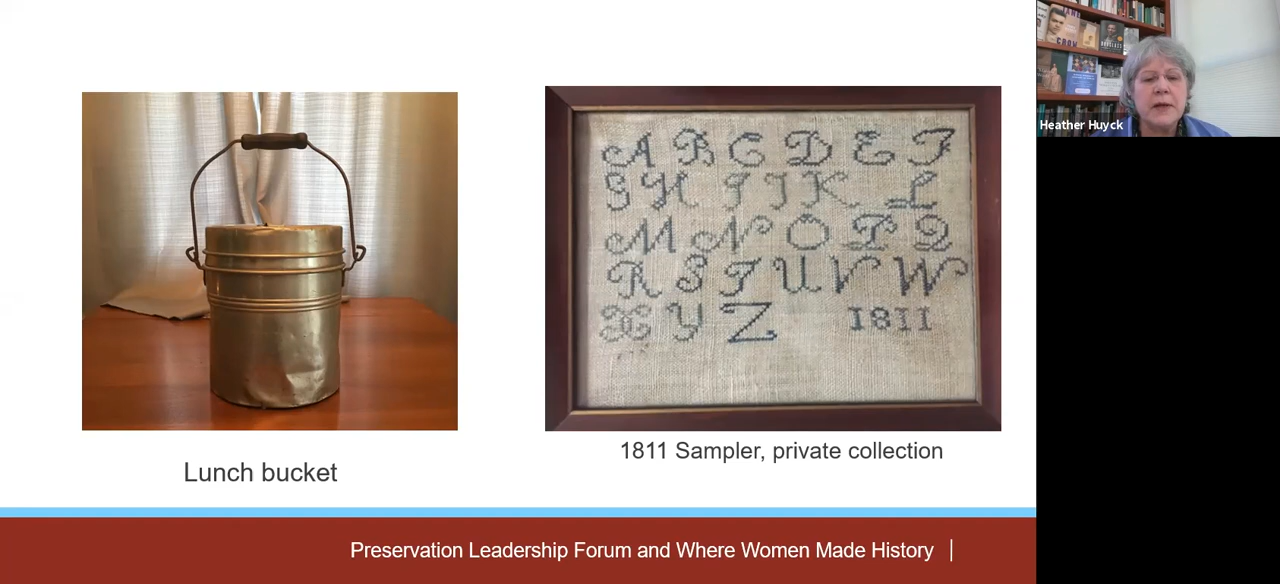 A B C D E F
G H I J K L
M N O P Q
R S T U V W
X Y Z 1811
Lunch bucket
1811 Sampler, private collection
Preservation Leadership Forum and Where Women Made History |
Heather Huyck